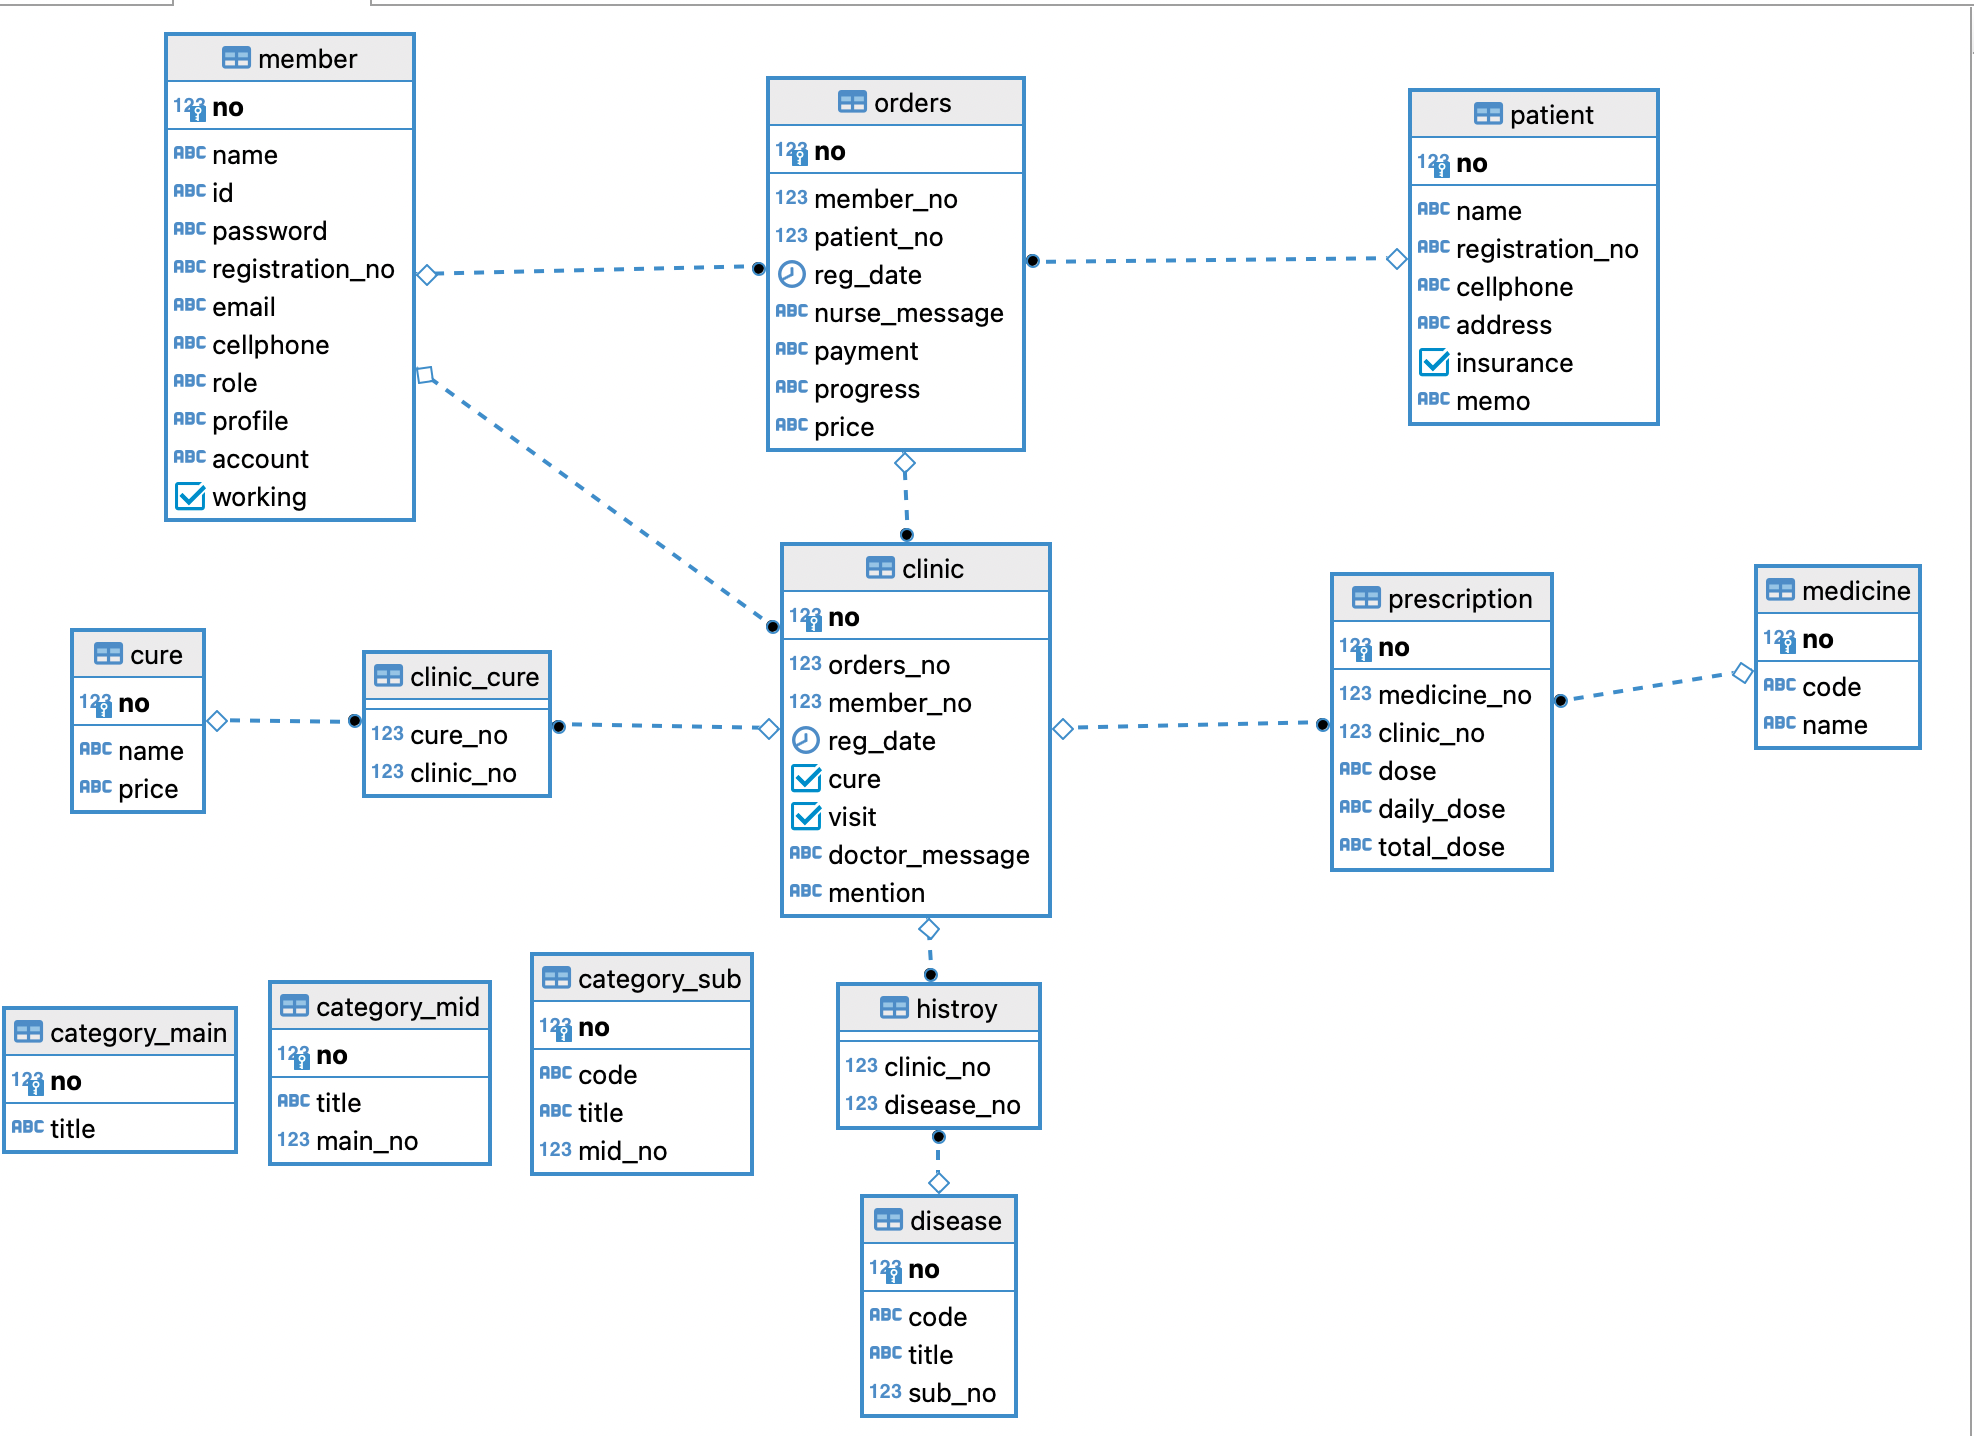 member
123 no
ABC name
ABC id
ABC password
ABC registration_no
ABC email
ABC cellphone
ABC role
ABC profile
ABC account
working
orders
123 no
123 member_no
123 patient_no
reg_date
ABC nurse_message
ABC payment
ABC progress
ABC price
patient
123 no
ABC name
ABC registration_no
ABC cellphone
ABC address
insurance
ABC memo
cure
123 no
ABC name
ABC price
clinic_cure
123 cure_no
123 clinic_no
clinic
123 no
123 orders_no
123 member_no
reg_date
cure
visit
ABC doctor_message
ABC mention
prescription
123 no
123 medicine_no
123 clinic_no
ABC dose
ABC daily_dose
ABC total_dose
medicine
123 no
ABC code
ABC name
category_main
123 no
ABC title
category_mid
123 no
ABC title
123 main_no
category_sub
123 no
ABC code
ABC title
123 mid_no
histroy
123 clinic_no
123 disease_no
disease
123 no
ABC code
ABC title
123 sub_no